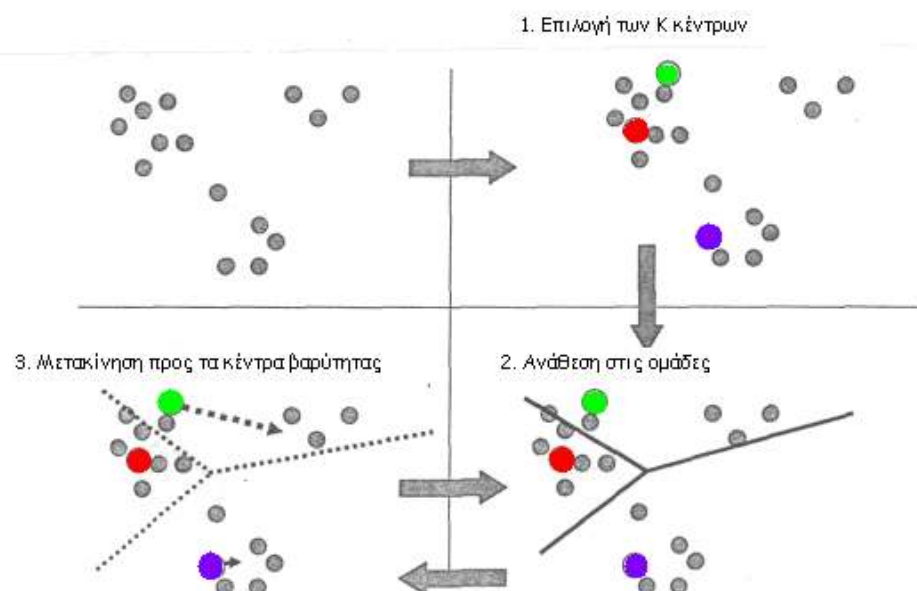 1. Επιλογή των Κ κέντρων
3. Μετακίνηση προς τα κέντρα βαρύτητας
2. Ανάθεση στις ομάδες